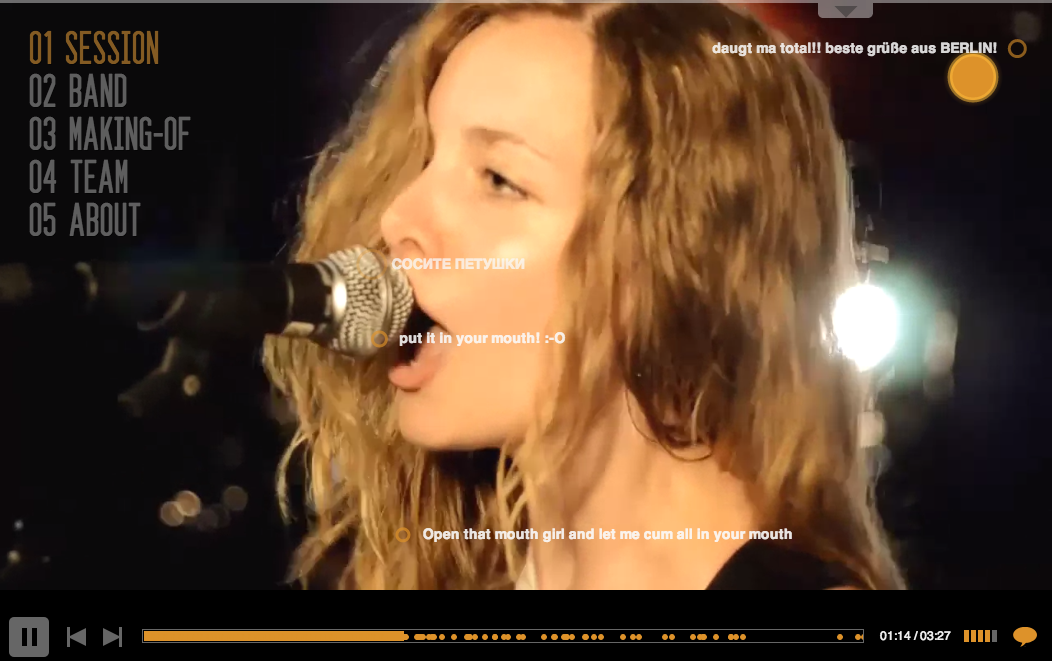 01 SESSION
02 BAND
03 MAKING-OF
04 TEAM
05 ABOUT
daugt ma total!! beste grüße aus BERLIN!
СОСИТЕ ПЕТУШКИ
put it in your mouth! :-O
Open that mouth girl and let me cum all in your mouth
01:14 / 03:27